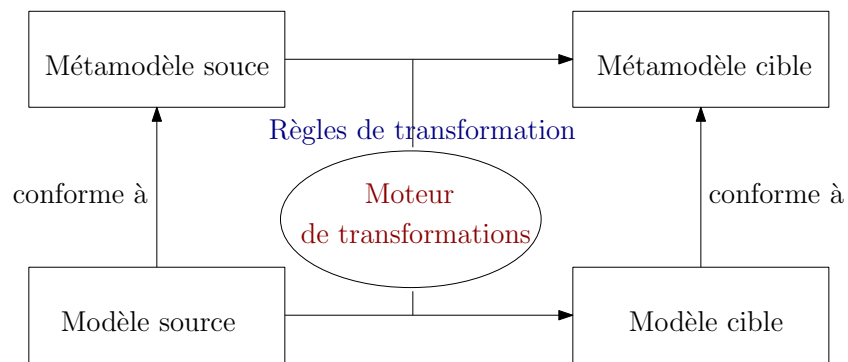 Métamodèle souce
Métamodèle cible
Règles de transformation
conforme à
Moteur
de transformations
conforme à
Modèle source
Modèle cible